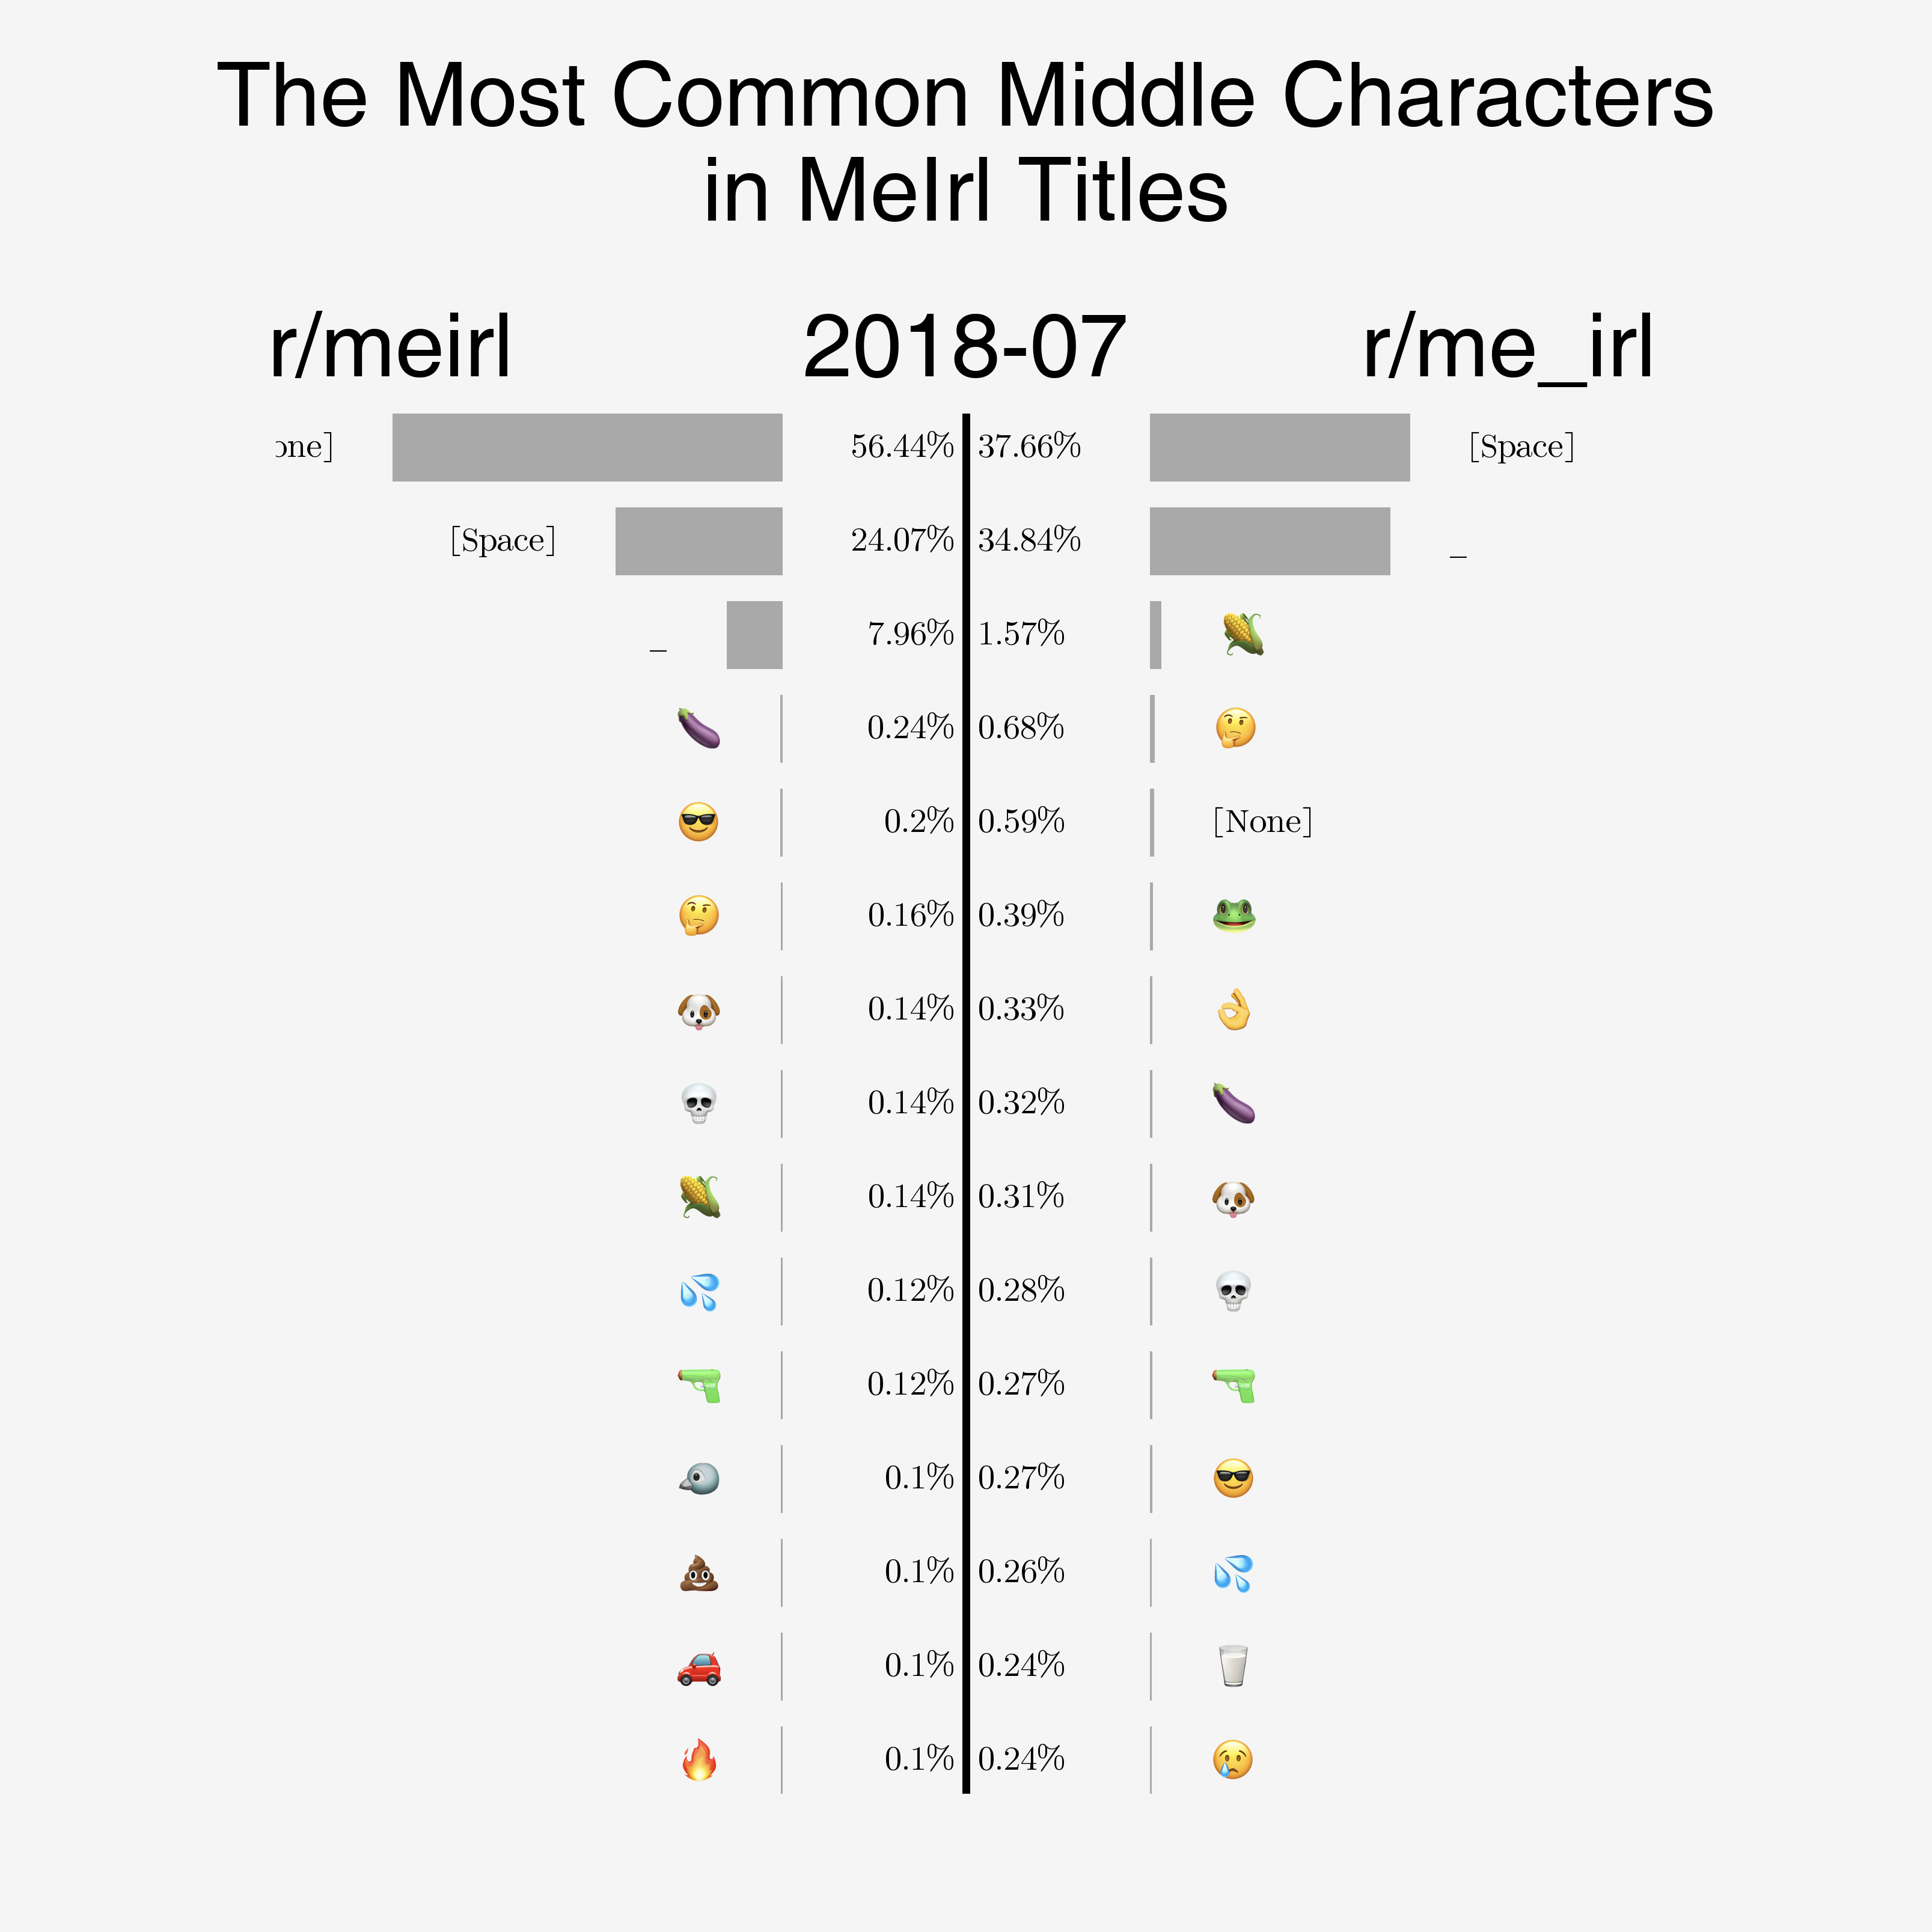 The Most Common Middle Characters
in MeIrl Titles
r/meirl 2018-07 r/me_irl
one] 56.44% 37.66% [Space]
[Space] 24.07% 34.84% _
_ 7.96% 1.57% 🌽
🍆 0.24% 0.68% 🤔
😎 0.2% 0.59% [None]
🤔 0.16% 0.39% 🐸
🐶 0.14% 0.33% 👌
💀 0.14% 0.32% 🍆
🌽 0.14% 0.31% 🐶
💦 0.12% 0.28% 💀
🔫 0.12% 0.27% 🔫
🐦 0.1% 0.27% 😎
💩 0.1% 0.26% 💦
🚗 0.1% 0.24% 🥛
🔥 0.1% 0.24% 😢